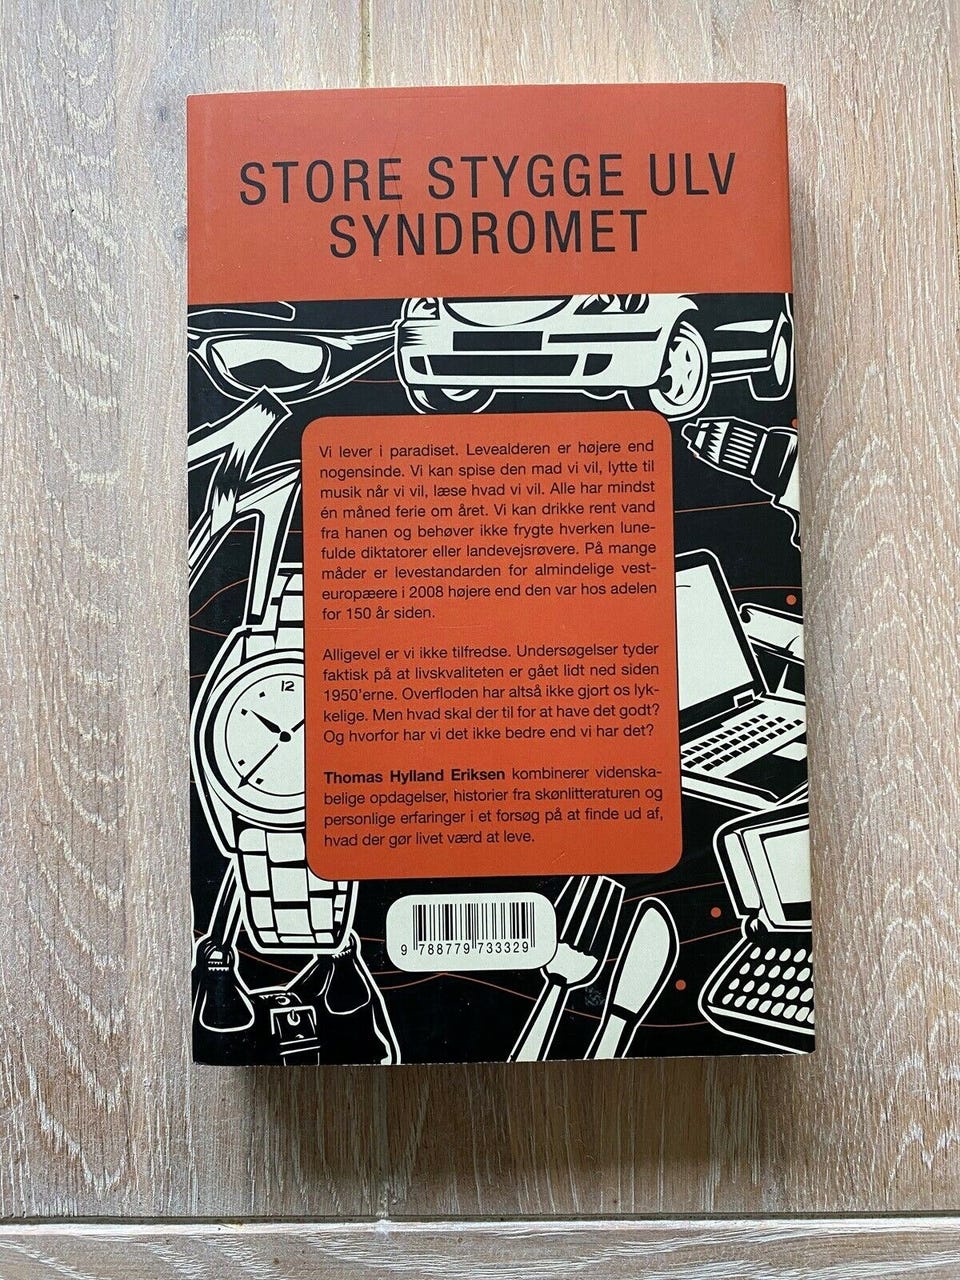 STORE STYGGE ULV
SYNDROMET
Vi lever i paradiset. Levealderen er højere end
nogensinde. Vi kan spise den mad vi vil, lytte til
musik når vi vil, læse hvad vi vil. Alle har mindst
én måned ferie om året. Vi kan drikke rent vand
fra hanen og behøver ikke frygte hverken lune-
fulde diktatorer eller landevejsrøvere. På mange
måder er levestandarden for almindelige vest-
europæere i 2008 højere end den var hos adelen
for 150 år siden.
Alligevel er vi ikke tilfredse. Undersøgelser tyder
faktisk på at livskvaliteten er gået lidt ned siden
1950'erne. Overfloden har altså ikke gjort os lyk-
kelige. Men hvad skal der til for at have det godt?
Og hvorfor har vi det ikke bedre end vi har det?
Thomas Hylland Eriksen kombinerer videnska-
belige opdagelser, historier fra skønlitteraturen og
personlige erfaringer i et forsøg på at finde ud af,
hvad der gør livet værd at leve.
12
9 788779 733329